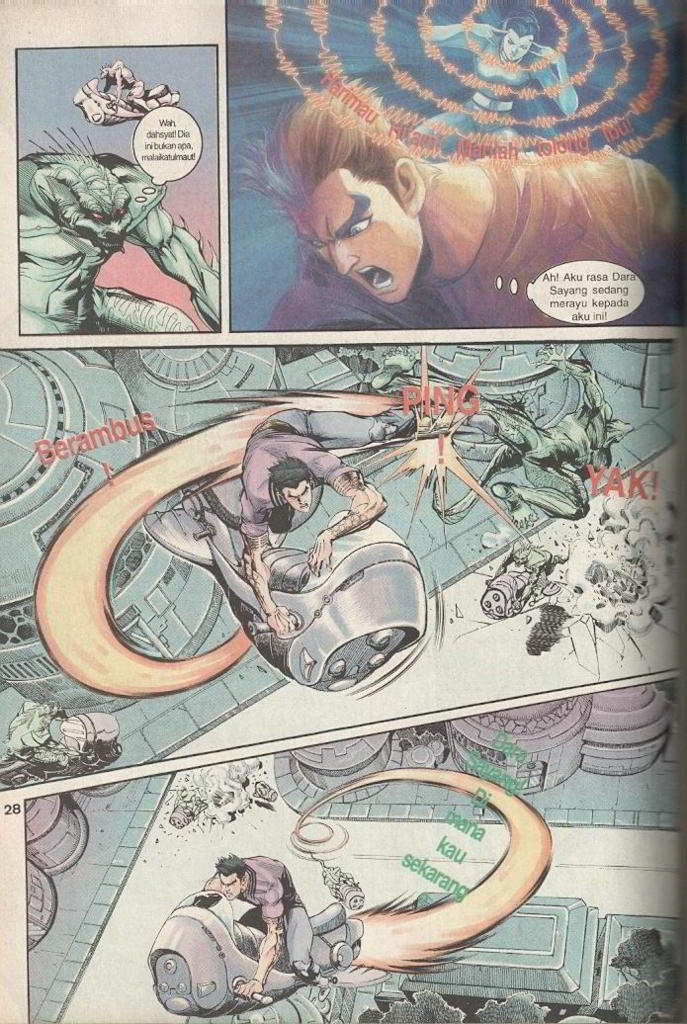 Wah,
dahsyat! Dia
ini bukan apa,
malaikatulmaut!
Harimau Hitam, Marilah tolong Ibu!
Ah! Aku rasa Dara
Sayang sedang
merayu kepada
aku ini!
Berambus
!
PING
!
YAK!
28
Dara
Sayang!
Di
mana
kau
sekarang